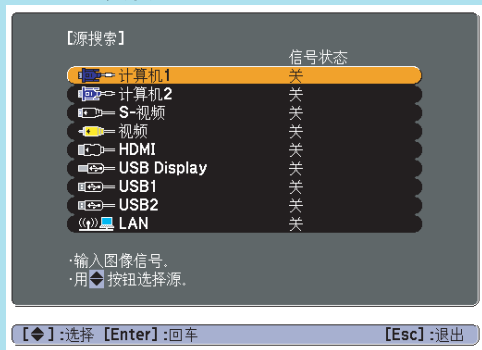 【源搜索】
信号状态
计算机1 关
计算机2 关
S-视频 关
视频 关
HDMI 关
USB Display 关
USB1 关
USB2 关
LAN 关
·输入图像信号.
·用◆按钮选择源.
[◆]:选择 [Enter]:回车 [Esc]:退出